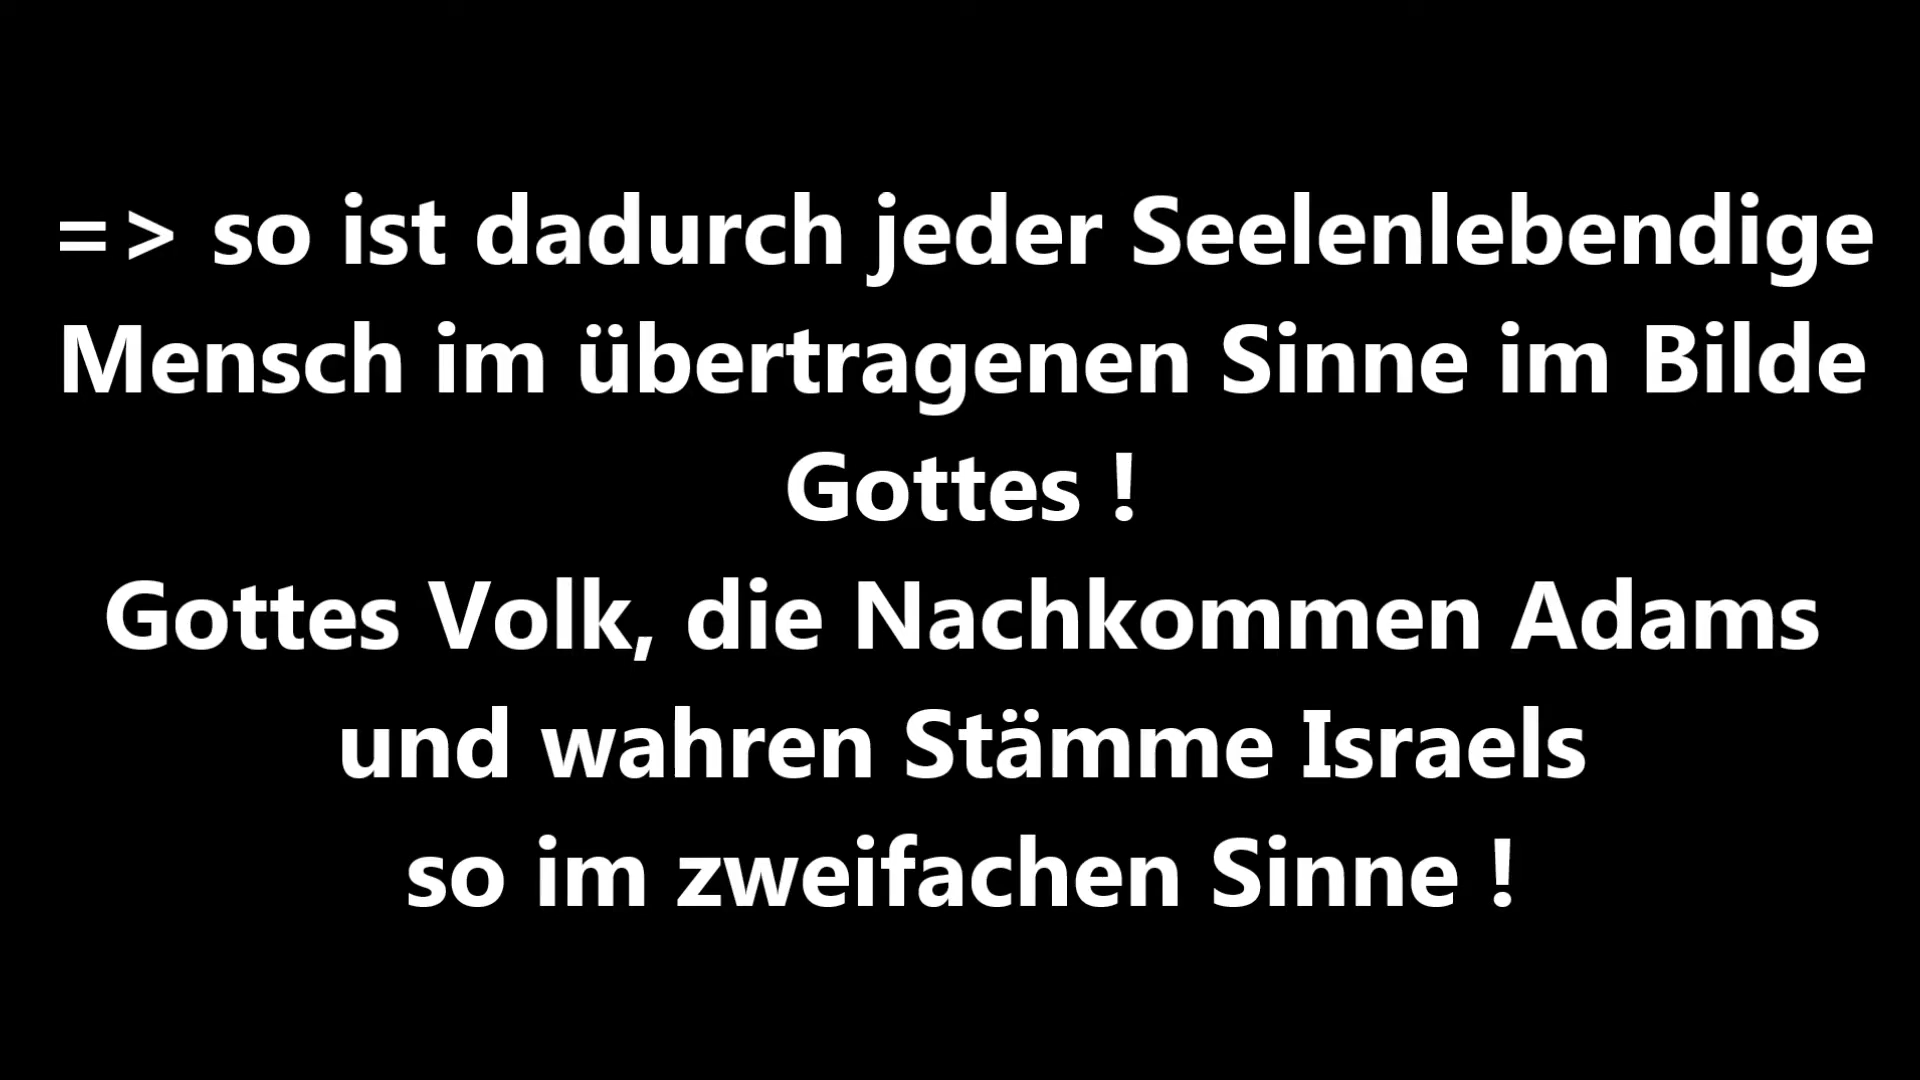 => so ist dadurch jeder Seelenlebendige
Mensch im übertragenen Sinne im Bilde
Gottes !
Gottes Volk, die Nachkommen Adams
und wahren Stämme Israels
so im zweifachen Sinne !